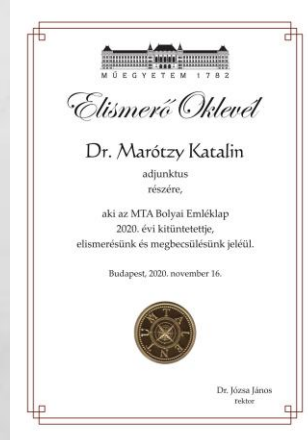 MŰEGYETEM 1782
Elismerő Oklevél
Dr. Marótzy Katalin
adjunktus
részére,
aki az MTA Bolyai Emléklap
2020. évi kitüntetettje,
elismerésünk és megbecsülésünk jeléül.
Budapest, 2020. november 16.
Dr. Józsa János
rektor